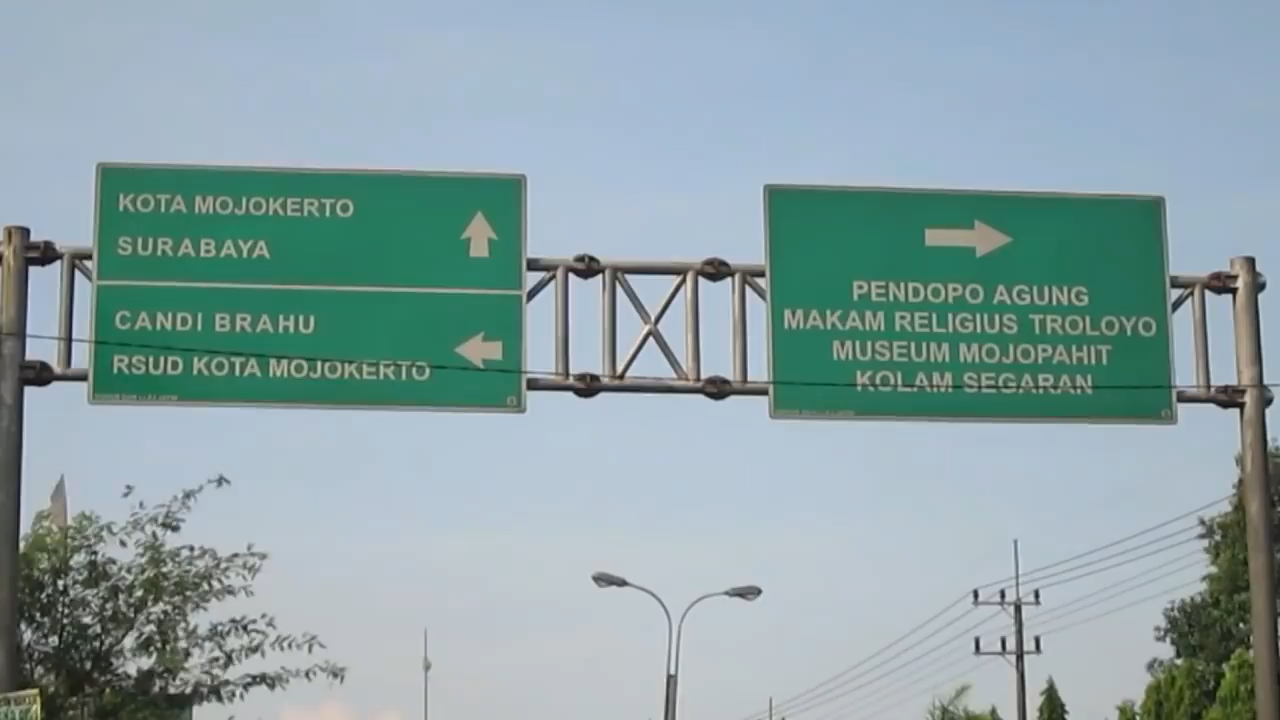 KOTA MOJOKERTO
SURABAYA
CANDI BRAHU
RSUD KOTA MOJOKERTO
PENDOPO AGUNG
MAKAM RELIGIUS TROLOYO
MUSEUM MOJOPAHIT
KOLAM SEGARAN